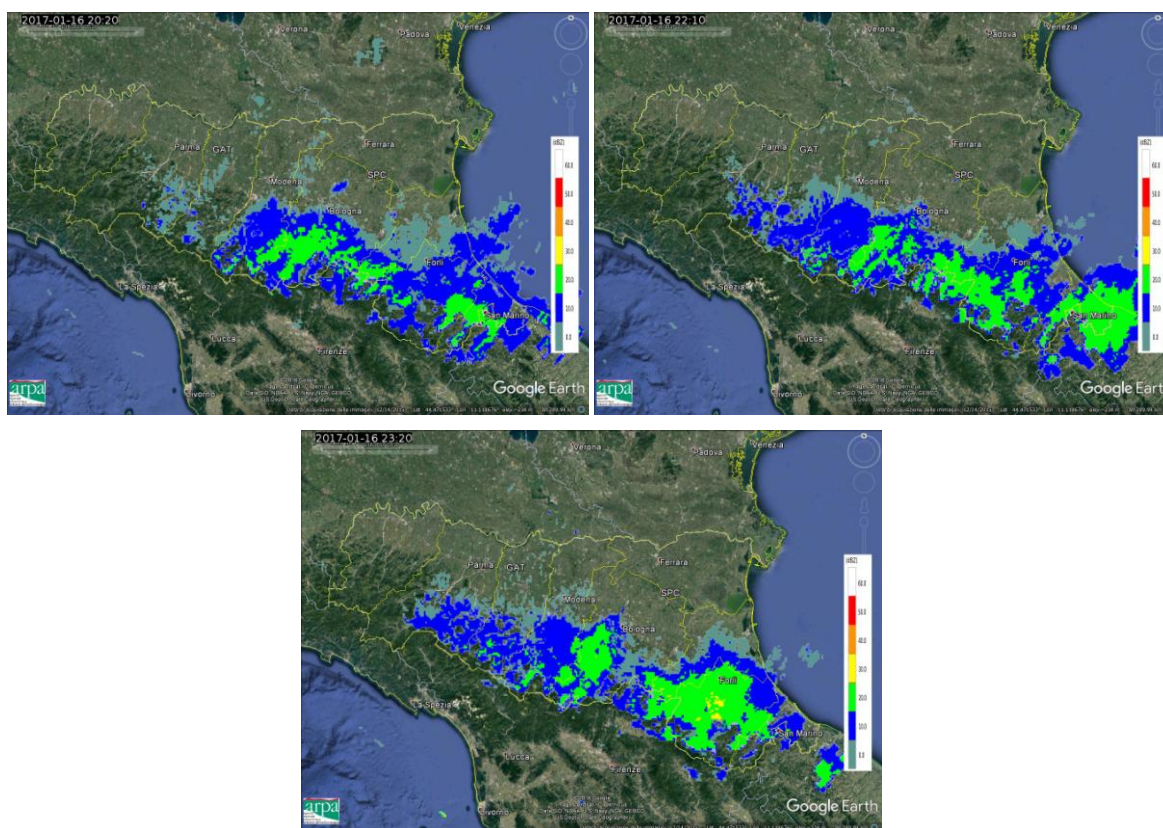 2017-01-16 20:20
Verona
Padova
Venezia
Parma
GAT
Ferrara
Modena
SPC
Bologna
Forlì
La Spezia
San Marino
Lucca
Firenze
Livorno
(dBZ)
60.0
50.0
40.0
30.0
20.0
10.0
0.0
arpa
Google Earth
2017-01-16 22:10
Verona
Padova
Venezia
Parma
GAT
Ferrara
Modena
SPC
Bologna
Forlì
La Spezia
San Marino
Lucca
Firenze
Livorno
(dBZ)
60.0
50.0
40.0
30.0
20.0
10.0
0.0
arpa
Google Earth
2017-01-16 23:20
Verona
Padova
Venezia
Parma
GAT
Ferrara
Modena
SPC
Bologna
Forlì
La Spezia
San Marino
Lucca
Firenze
Livorno
(dBZ)
60.0
50.0
40.0
30.0
20.0
10.0
0.0
arpa
Google Earth